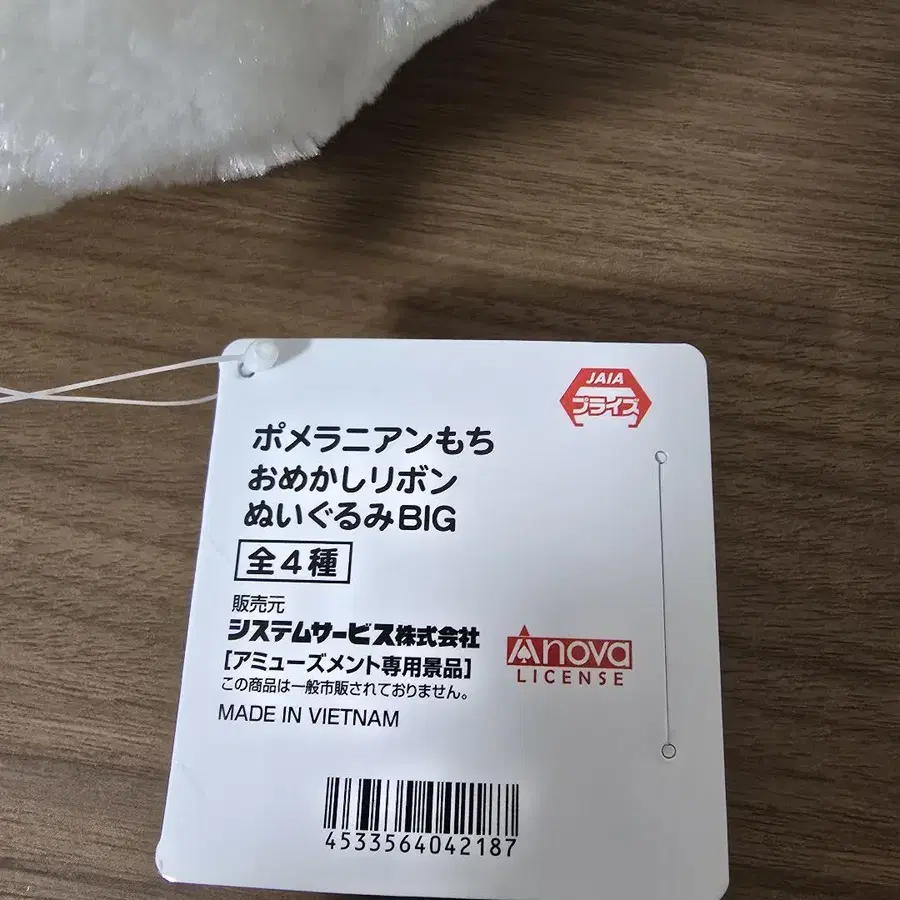 JAIA
プライズ
ポメラニアンもち
おめかしリボン
ぬいぐるみBIG
全4種
販売元
システムサービス株式会社
[アミューズメント専用景品]
この商品は一般市販されておりません。
MADE IN VIETNAM
Anova
LICENSE
4533564042187